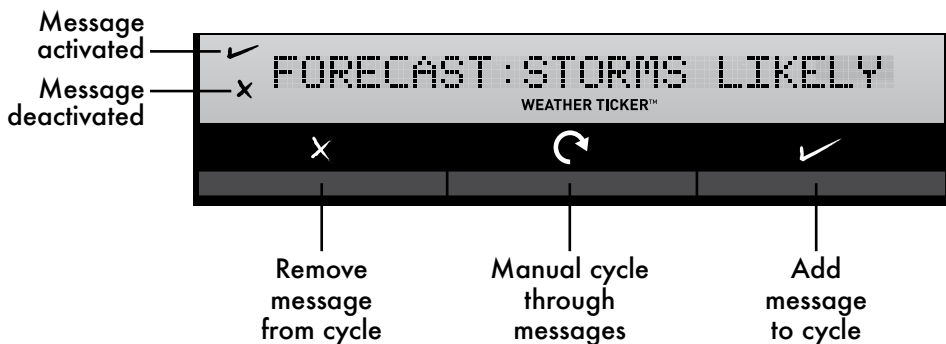 Message
activated
Message
deactivated
FORECAST:STORMS LIKELY
WEATHER TICKER™
Remove
message
from cycle
Manual cycle
through
messages
Add
message
to cycle